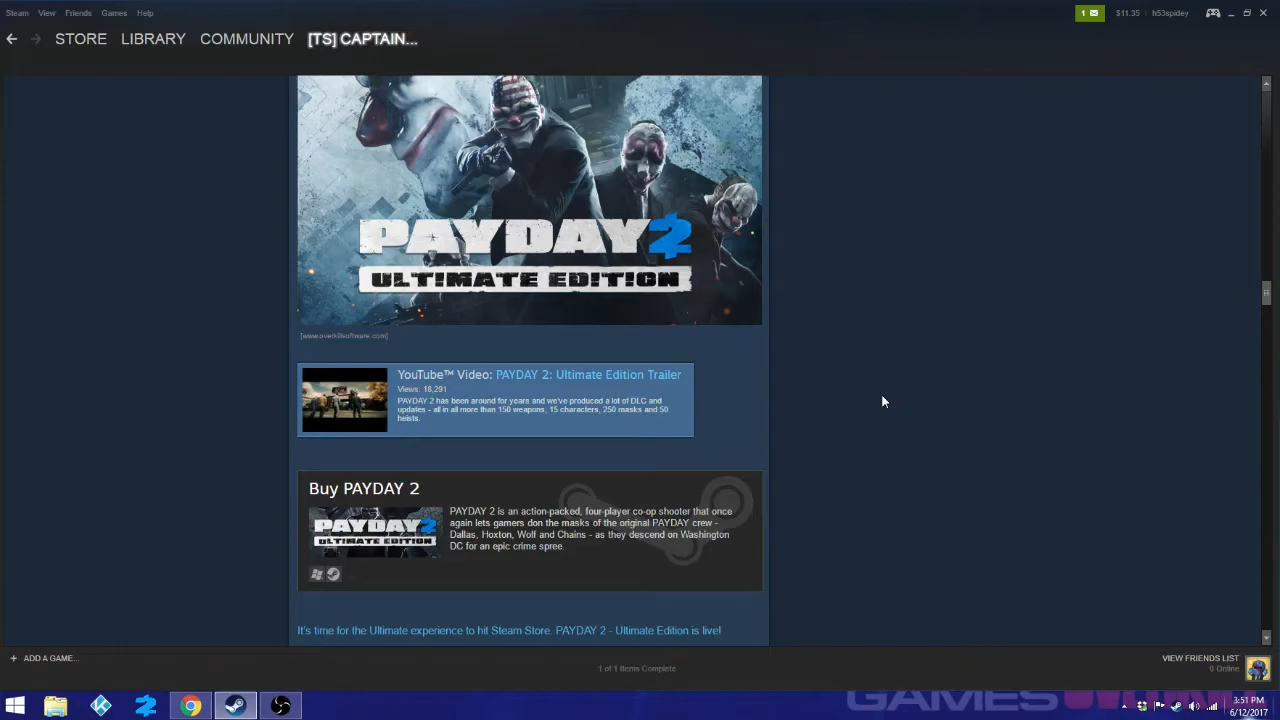 Steam View Friends Games Help
1 $11.35 h53spidey
STORE LIBRARY COMMUNITY [TS] CAPTAIN...
PAYDAY 2
ULTIMATE EDITION
[www.overkillsoftware.com]
YouTube™ Video: PAYDAY 2: Ultimate Edition Trailer
Views: 18,291
PAYDAY 2 has been around for years and we've produced a lot of DLC and
updates - all in all more than 150 weapons, 15 characters, 250 masks and 50
heists.
Buy PAYDAY 2
PAYDAY 2
ULTIMATE EDITION
PAYDAY 2 is an action-packed, four-player co-op shooter that once
again lets gamers don the masks of the original PAYDAY crew -
Dallas, Hoxton, Wolf and Chains - as they descend on Washington
DC for an epic crime spree.
It's time for the Ultimate experience to hit Steam Store. PAYDAY 2 - Ultimate Edition is live!
+ ADD A GAME...
1 of 1 Items Complete
VIEW FRIENDS LIST
9 Online
GAMES
3:51 PM
6/12/2017